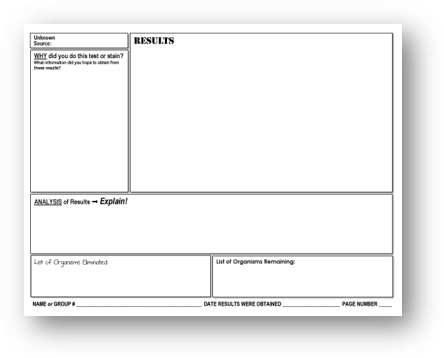 Unknown
Source:
RESULTS
WHY did you do this test or stain?
What information did you hope to obtain from
these results?
ANALYSIS of Results → Explain!
List of Organisms Eliminated
List of Organisms Remaining:
NAME or GROUP # ____________ DATE RESULTS WERE OBTAINED ____________ PAGE NUMBER ____